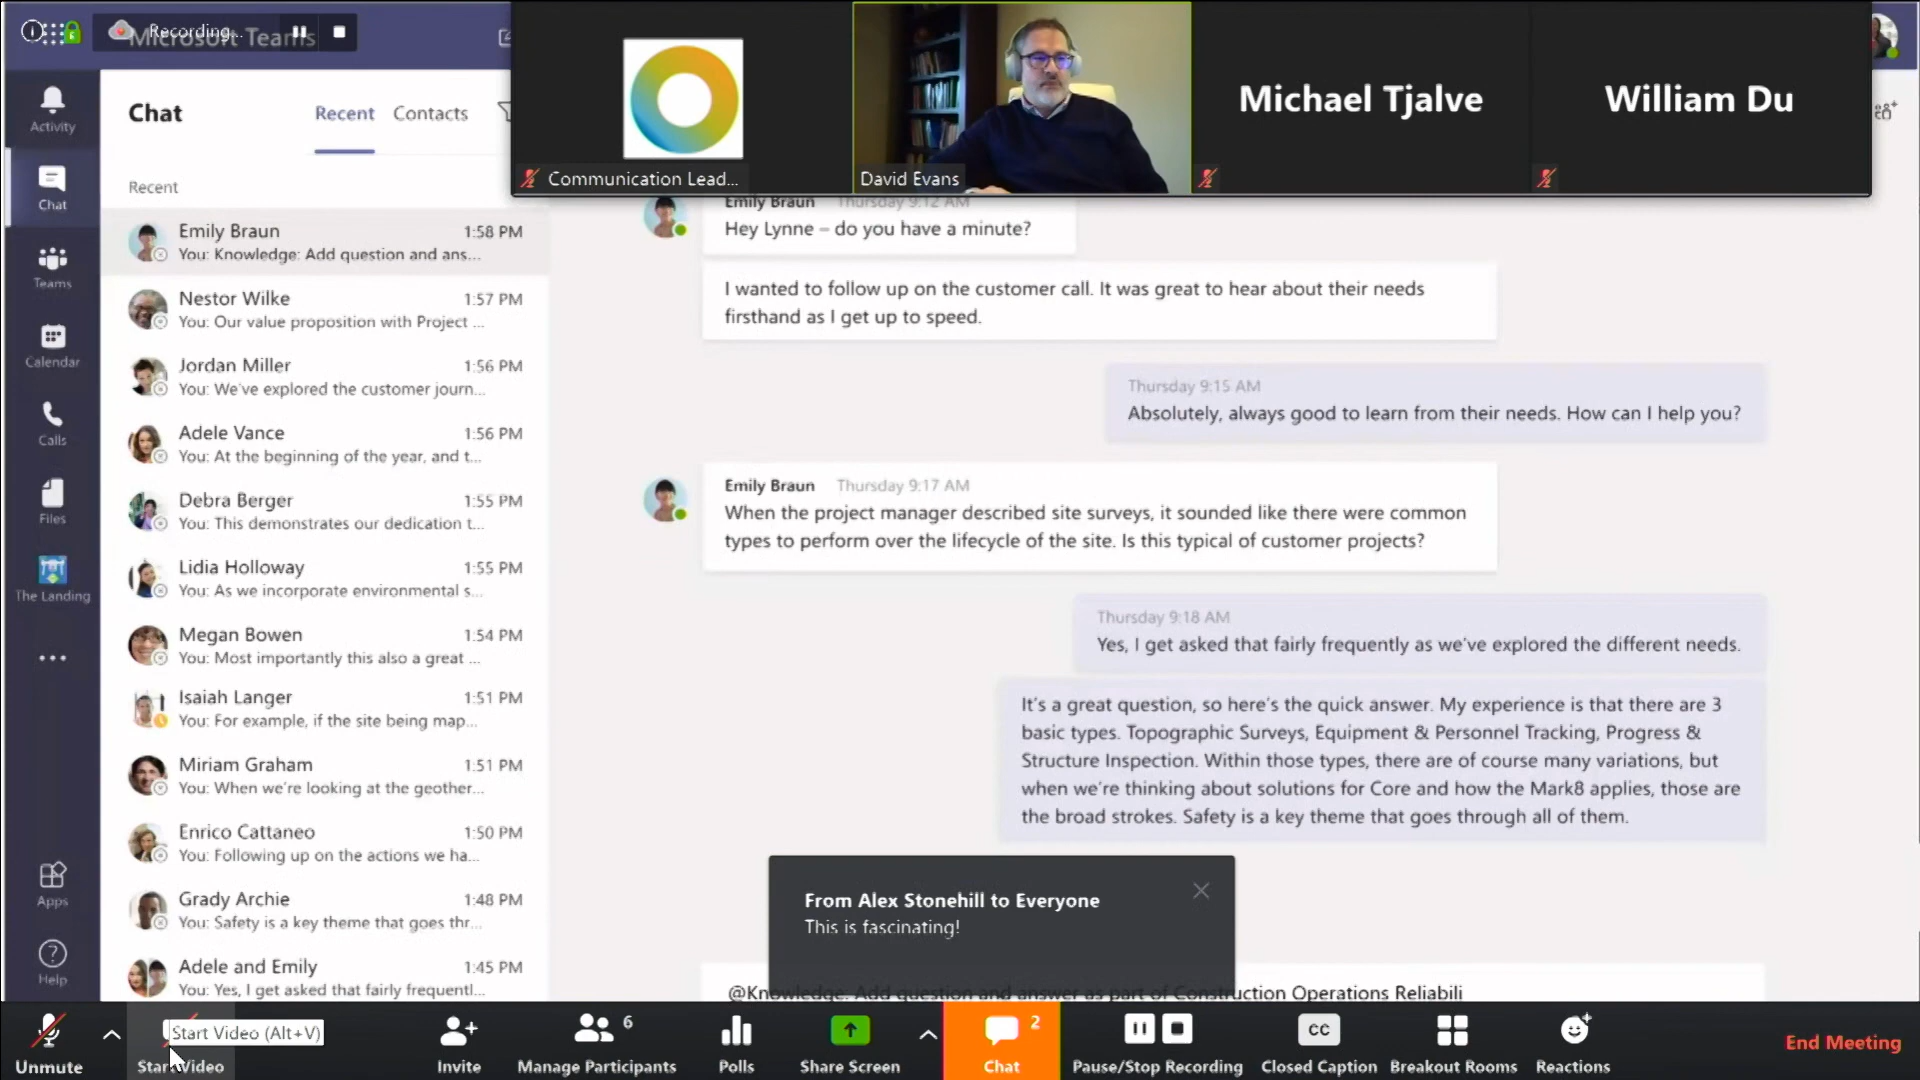 Recording...
Microsoft Teams
Communication Lead...
David Evans
Michael Tjalve
William Du
Activity
Chat
Teams
Calendar
Calls
Files
The Landing
Apps
Help
Chat
Recent
Contacts
Recent
Emily Braun 1:58 PM
You: Knowledge: Add question and ans...
Nestor Wilke 1:57 PM
You: Our value proposition with Project ...
Jordan Miller 1:56 PM
You: We've explored the customer journ...
Adele Vance 1:56 PM
You: At the beginning of the year, and t...
Debra Berger 1:55 PM
You: This demonstrates our dedication t...
Lidia Holloway 1:55 PM
You: As we incorporate environmental s...
Megan Bowen 1:54 PM
You: Most importantly this also a great ...
Isaiah Langer 1:51 PM
You: For example, if the site being map...
Miriam Graham 1:51 PM
You: When we're looking at the geother...
Enrico Cattaneo 1:50 PM
You: Following up on the actions we ha...
Grady Archie 1:48 PM
You: Safety is a key theme that goes thr...
Adele and Emily 1:45 PM
You: Yes, I get asked that fairly frequentl...
Emily Braun Thursday 9:12 AM
Hey Lynne – do you have a minute?
I wanted to follow up on the customer call. It was great to hear about their needs
firsthand as I get up to speed.
Thursday 9:15 AM
Absolutely, always good to learn from their needs. How can I help you?
Emily Braun Thursday 9:17 AM
When the project manager described site surveys, it sounded like there were common
types to perform over the lifecycle of the site. Is this typical of customer projects?
Thursday 9:18 AM
Yes, I get asked that fairly frequently as we've explored the different needs.
It's a great question, so here's the quick answer. My experience is that there are 3
basic types. Topographic Surveys, Equipment & Personnel Tracking, Progress &
Structure Inspection. Within those types, there are of course many variations, but
when we're thinking about solutions for Core and how the Mark8 applies, those are
the broad strokes. Safety is a key theme that goes through all of them.
From Alex Stonehill to Everyone
This is fascinating!
@Knowledge: Add question and answer as part of Construction Operations Reliabili
Unmute
Start Video (Alt+V)
Start Video
Invite
6
Manage Participants
Polls
Share Screen
2
Chat
Pause/Stop Recording
CC
Closed Caption
Breakout Rooms
Reactions
End Meeting